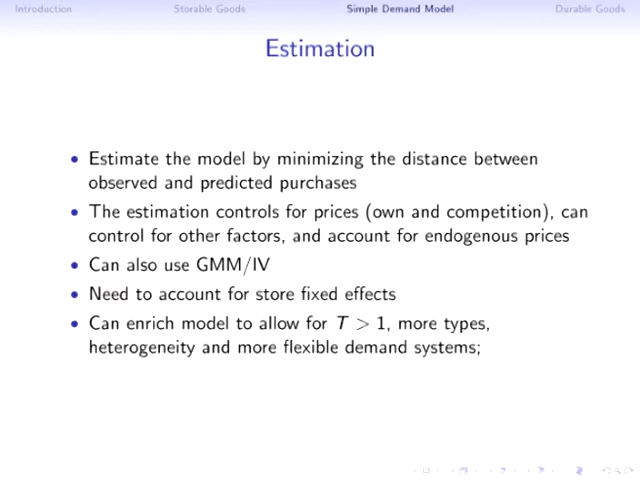 Introduction Storable Goods Simple Demand Model Durable Goods
Estimation
• Estimate the model by minimizing the distance between
observed and predicted purchases
• The estimation controls for prices (own and competition), can
control for other factors, and account for endogenous prices
• Can also use GMM/IV
• Need to account for store fixed effects
• Can enrich model to allow for T > 1, more types,
heterogeneity and more flexible demand systems;